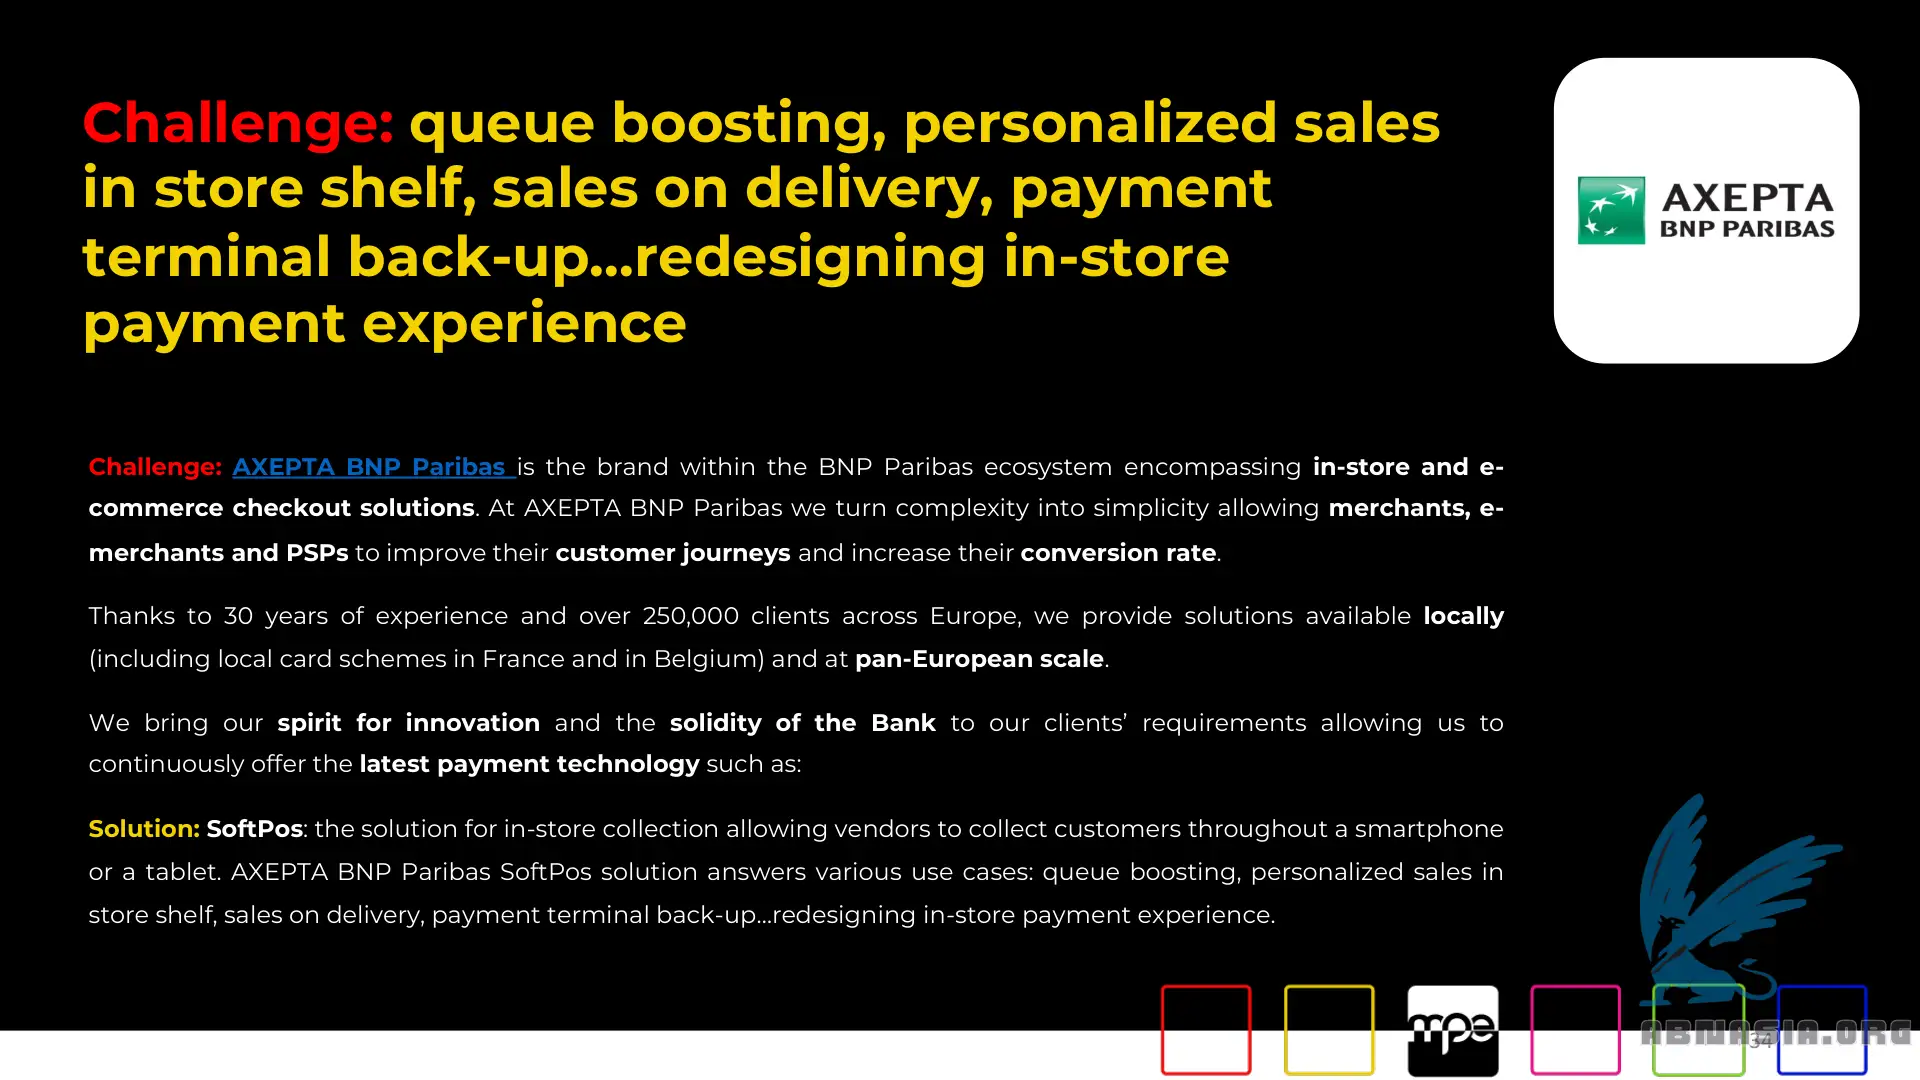 Challenge: queue boosting, personalized sales
in store shelf, sales on delivery, payment
terminal back-up...redesigning in-store
payment experience
AXEPTA
BNP PARIBAS
Challenge: AXEPTA BNP Paribas is the brand within the BNP Paribas ecosystem encompassing in-store and e-
commerce checkout solutions. At AXEPTA BNP Paribas we turn complexity into simplicity allowing merchants, e-
merchants and PSPs to improve their customer journeys and increase their conversion rate.
Thanks to 30 years of experience and over 250,000 clients across Europe, we provide solutions available locally
(including local card schemes in France and in Belgium) and at pan-European scale.
We bring our spirit for innovation and the solidity of the Bank to our clients’ requirements allowing us to
continuously offer the latest payment technology such as:
Solution: SoftPos: the solution for in-store collection allowing vendors to collect customers throughout a smartphone
or a tablet. AXEPTA BNP Paribas SoftPos solution answers various use cases: queue boosting, personalized sales in
store shelf, sales on delivery, payment terminal back-up...redesigning in-store payment experience.
mpe
34
ABNASIA.ORG